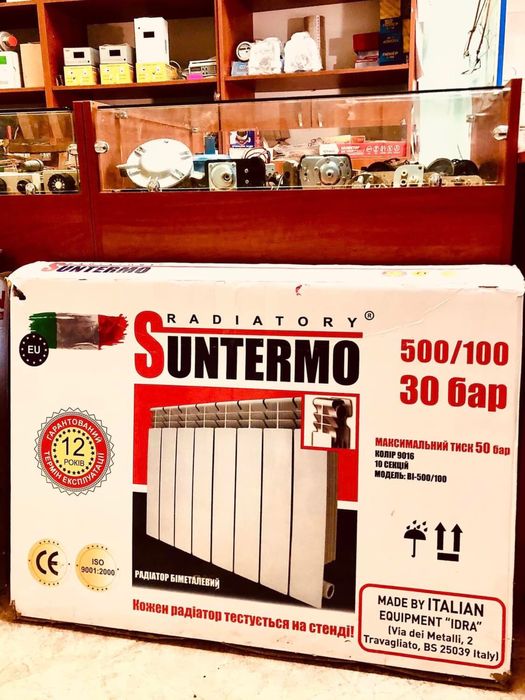 SUNTERMO
RADIATORY®
SUNTERMO
EU
500/100
30 бар
МАКСИМАЛЬНИЙ ТИСК 50 бар
КОЛІР 9016
10 СЕКЦІЙ
МОДЕЛЬ: BI-500/100
ГАРАНТОВАНИЙ
12
РОКІВ
ТЕРМІН ЕКСПЛУАТАЦІЇ
CE
ISO
9001:2000
РАДІАТОР БІМЕТАЛЕВИЙ
Кожен радіатор тестується на стенді!
MADE BY ITALIAN
EQUIPMENT "IDRA"
(Via dei Metalli, 2
Travagliato, BS 25039 Italy)